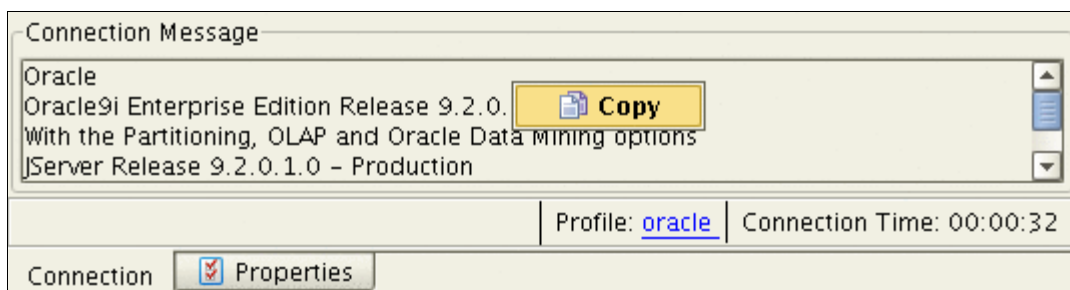 Connection Message
Oracle
Oracle9i Enterprise Edition Release 9.2.0. Copy
With the Partitioning, OLAP and Oracle Data Mining options
JServer Release 9.2.0.1.0 – Production
Profile: oracle Connection Time: 00:00:32
Connection Properties